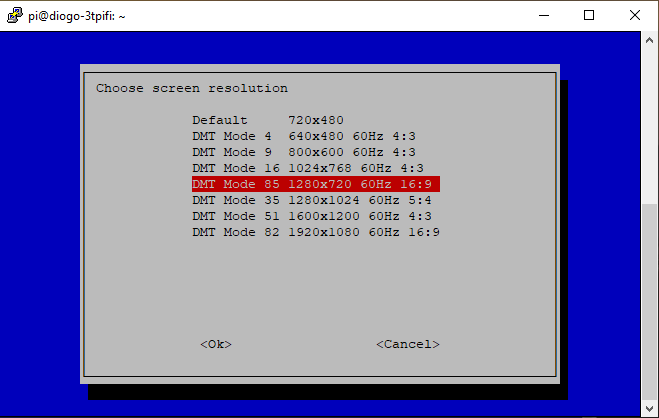 pi@diogo-3tpifi: ~
Choose screen resolution
Default 720x480
DMT Mode 4 640x480 60Hz 4:3
DMT Mode 9 800x600 60Hz 4:3
DMT Mode 16 1024x768 60Hz 4:3
DMT Mode 85 1280x720 60Hz 16:9
DMT Mode 35 1280x1024 60Hz 5:4
DMT Mode 51 1600x1200 60Hz 4:3
DMT Mode 82 1920x1080 60Hz 16:9
<Ok> <Cancel>